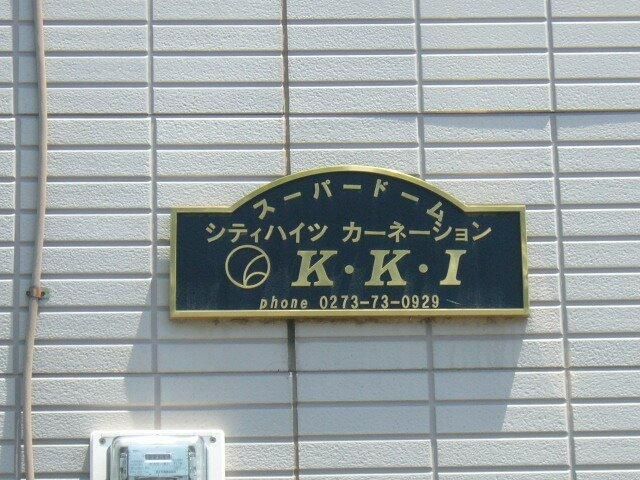 スーパードーム
シティハイツ カーネーション
K・K・I
phone 0273-73-0929